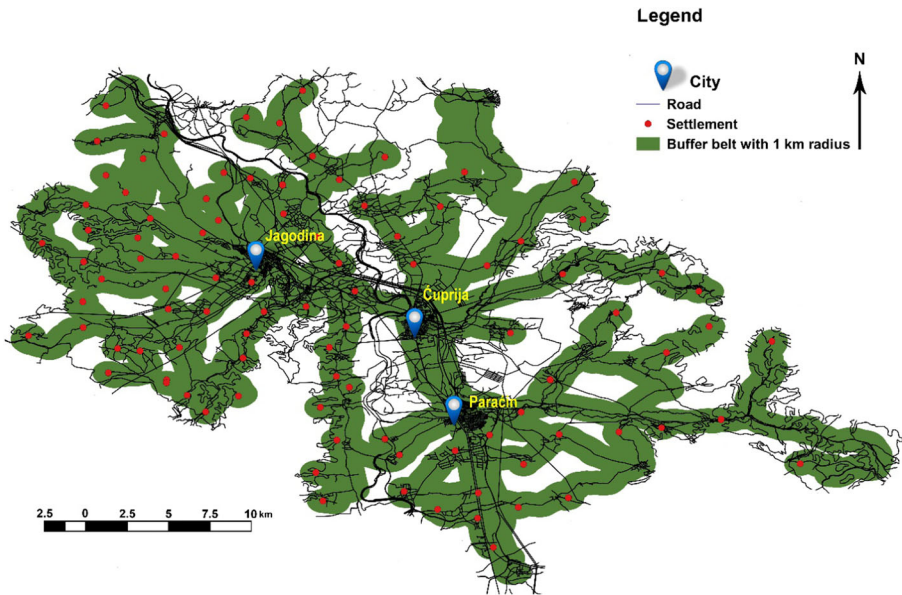 Legend
City
N
Road
Settlement
Buffer belt with 1 km radius
Jagodina
Ćuprija
Paraćin
2.5 0 2.5 5 7.5 10 km